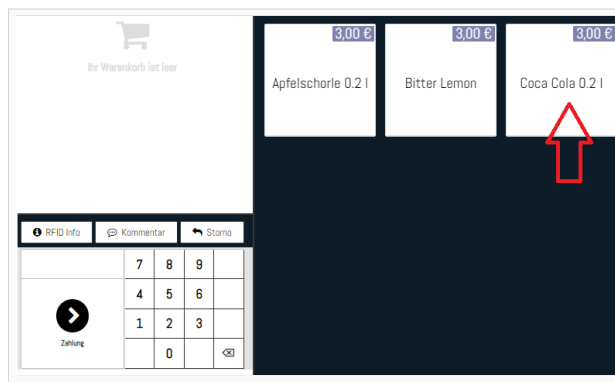 Ihr Warenkorb ist leer
3,00 €
3,00 €
3,00 €
Apfelschorle 0.2 l
Bitter Lemon
Coca Cola 0.2 l
RFID Info
Kommentar
Storno
7 8 9
4 5 6
1 2 3
0
Zahlung